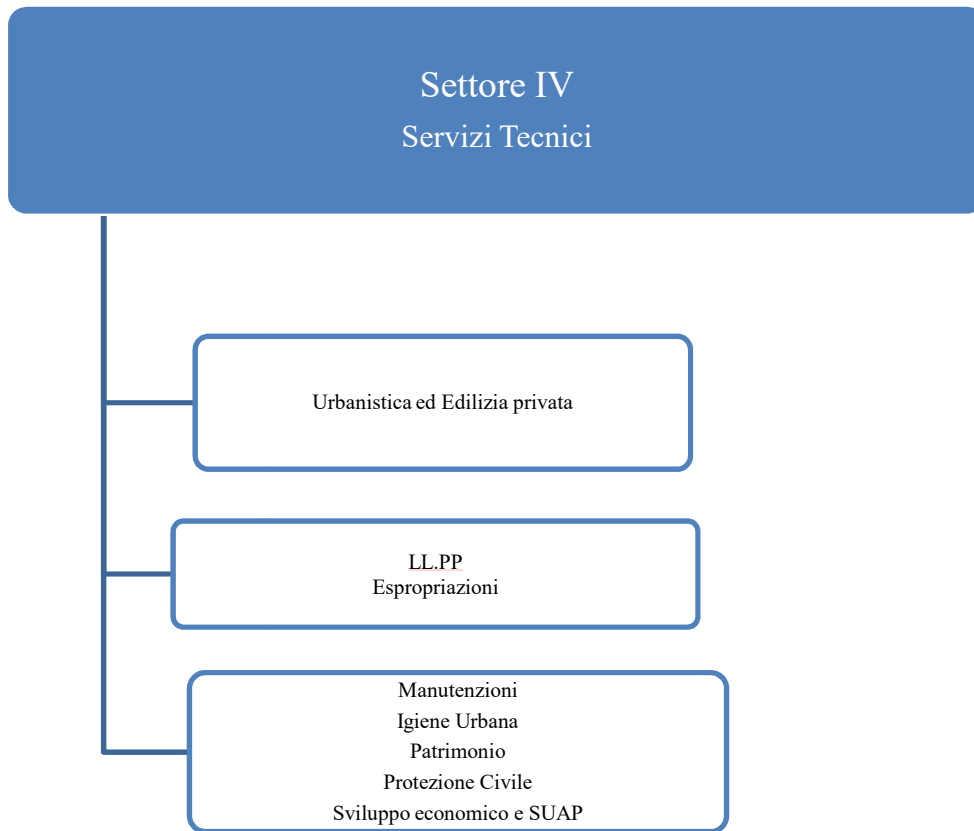 Settore IV
Servizi Tecnici
Urbanistica ed Edilizia privata
LL.PP
Espropriazioni
Manutenzioni
Igiene Urbana
Patrimonio
Protezione Civile
Sviluppo economico e SUAP